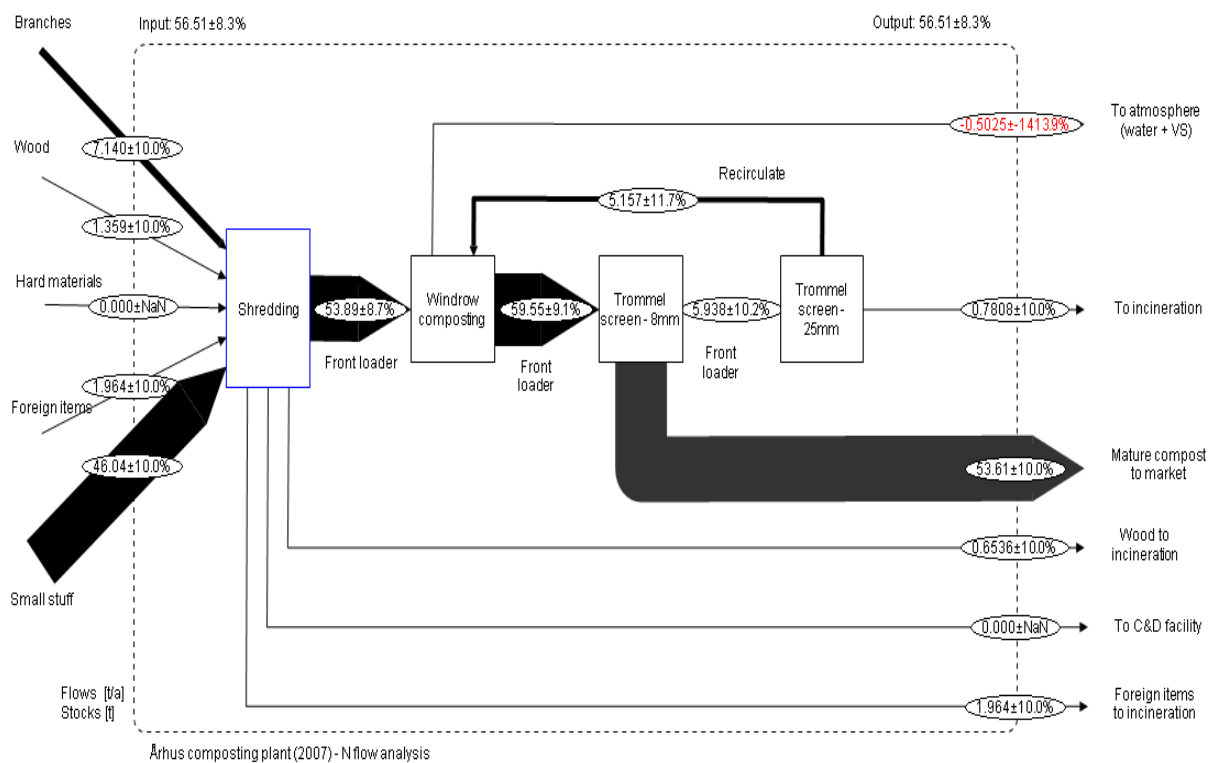 Branches
Input: 56.51±8.3%
Output: 56.51±8.3%
To atmosphere
(water + VS)
-0.5025±-1413.9%
7.140±10.0%
Wood
Recirculate
5.157±11.7%
1.359±10.0%
Hard materials
0.000±NaN
Shredding
53.89±8.7%
Windrow
composting
59.55±9.1%
Trommel
screen - 8mm
5.938±10.2%
Trommel
screen -
25mm
0.7808±10.0%
To incineration
Front loader
Front
loader
Front
loader
1.964±10.0%
Foreign items
46.04±10.0%
53.61±10.0%
Mature compost
to market
0.6536±10.0%
Wood to
incineration
Small stuff
0.000±NaN
To C&D facility
Flows [t/a]
Stocks [t]
1.964±10.0%
Foreign items
to incineration
Århus composting plant (2007) - N flow analysis